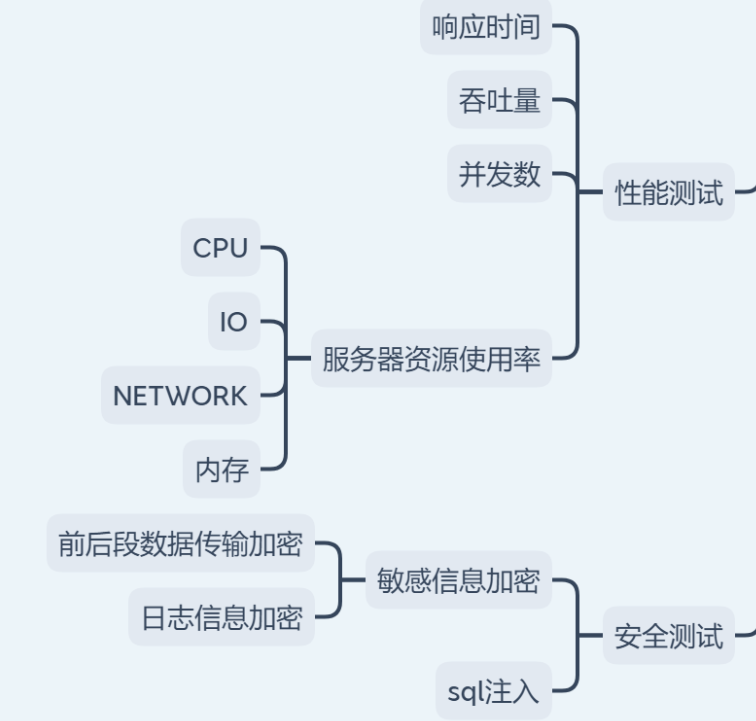 响应时间
吞吐量
并发数
性能测试
CPU
IO
服务器资源使用率
NETWORK
内存
前后段数据传输加密
敏感信息加密
日志信息加密
安全测试
sql注入